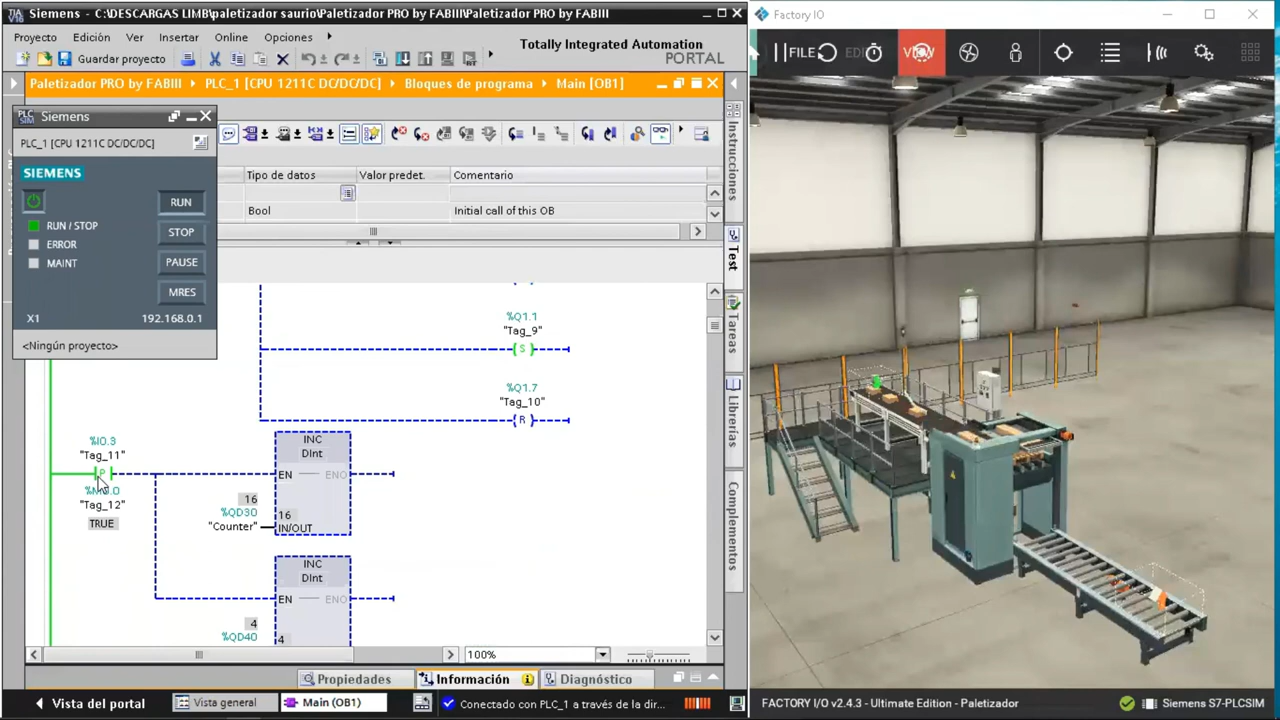 Siemens - C:\DESCARGAS LIMB\paletizador saurio\Paletizador PRO by FABIII\Paletizador PRO by FABIII
Proyecto Edición Ver Insertar Online Opciones
Totally Integrated Automation
PORTAL
Guardar proyecto
Paletizador PRO by FABIII PLC_1 [CPU 1211C DC/DC/DC] Bloques de programa Main [OB1]
Siemens
PLC_1 [CPU 1211C DC/DC/DC]
SIEMENS
RUN
RUN / STOP
STOP
ERROR
MAINT
PAUSE
MRES
X1 192.168.0.1
<Ningún proyecto>
Tipo de datos Valor predet. Comentario
Bool Initial call of this OB
%Q1.1
"Tag_9"
S
%Q1.7
"Tag_10"
R
%I0.3
"Tag_11"
P
"Tag_12"
TRUE
INC
DInt
EN ENO
16
%QD30
"Counter"
16
IN/OUT
INC
DInt
EN ENO
4
%QD40
4
100%
Instrucciones
Test
Tareas
Librerías
Complementos
Propiedades Información Diagnóstico
Vista del portal Vista general Main (OB1) Conectado con PLC_1 a través de la dir...
Factory IO
FILE VIEW
FACTORY I/O v2.4.3 - Ultimate Edition - Paletizador Siemens S7-PLCSIM